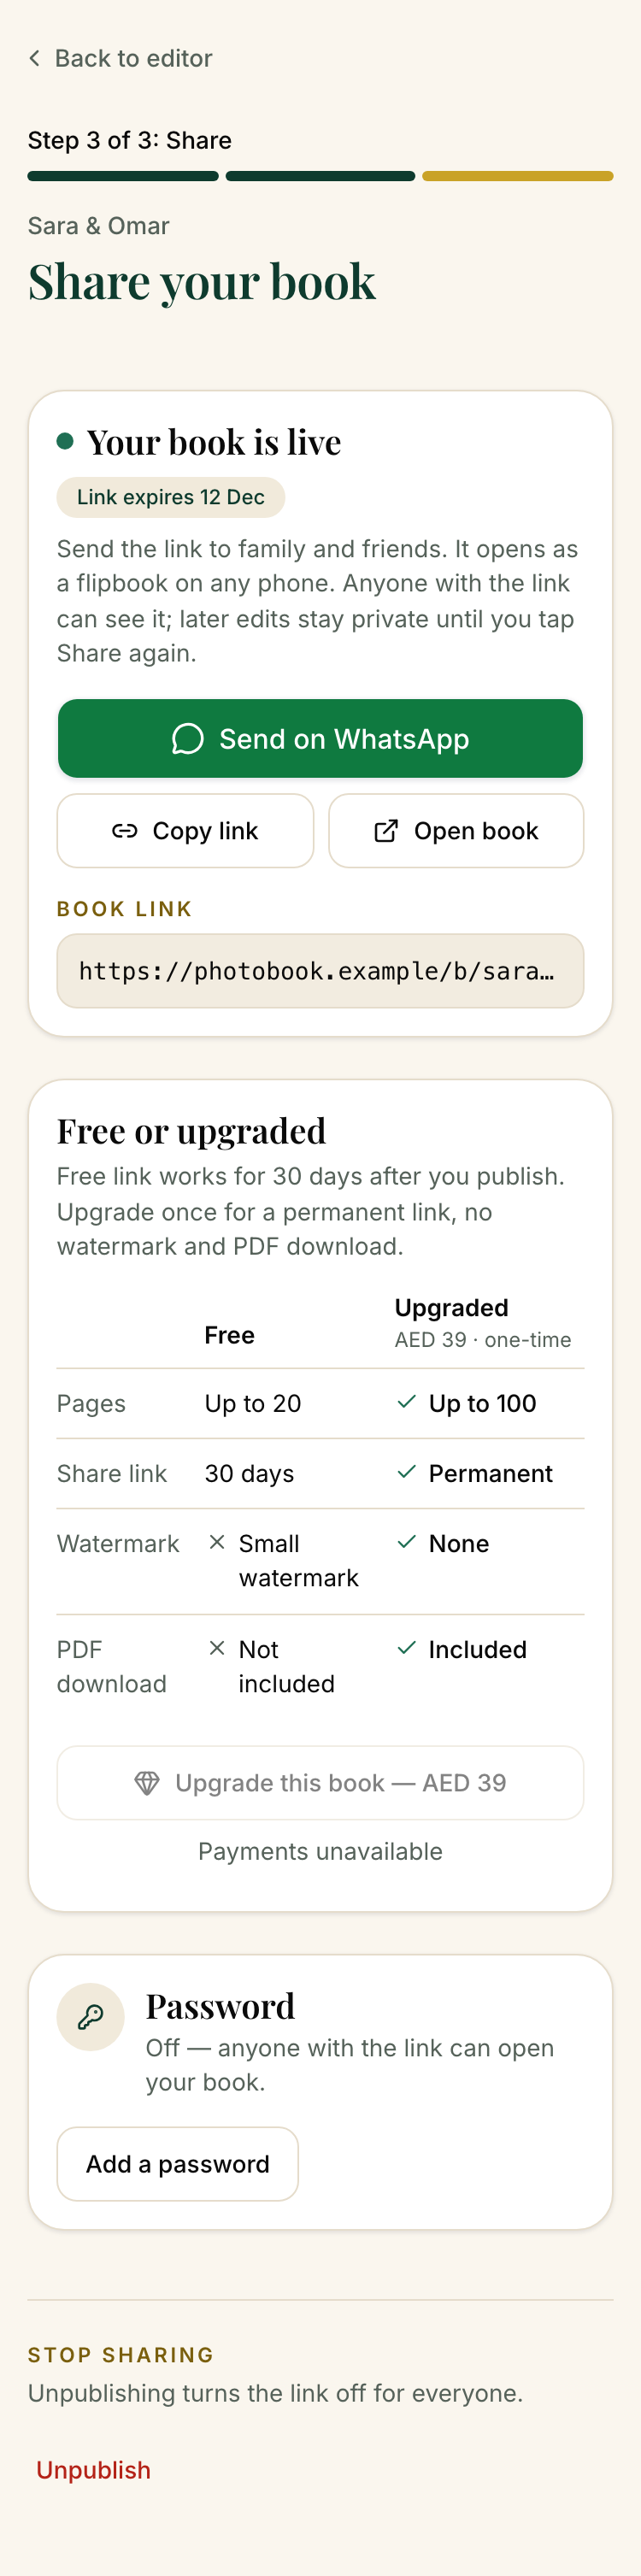 Back to editor
Step 3 of 3: Share
Sara & Omar
Share your book
Your book is live
Link expires 12 Dec
Send the link to family and friends. It opens as
a flipbook on any phone. Anyone with the link
can see it; later edits stay private until you tap
Share again.
Send on WhatsApp
Copy link
Open book
BOOK LINK
https://photobook.example/b/sara…
Free or upgraded
Free link works for 30 days after you publish.
Upgrade once for a permanent link, no
watermark and PDF download.
Free
Upgraded
AED 39 · one-time
Pages
Up to 20
Up to 100
Share link
30 days
Permanent
Watermark
Small
watermark
None
PDF
download
Not
included
Included
Upgrade this book — AED 39
Payments unavailable
Password
Off — anyone with the link can open
your book.
Add a password
STOP SHARING
Unpublishing turns the link off for everyone.
Unpublish